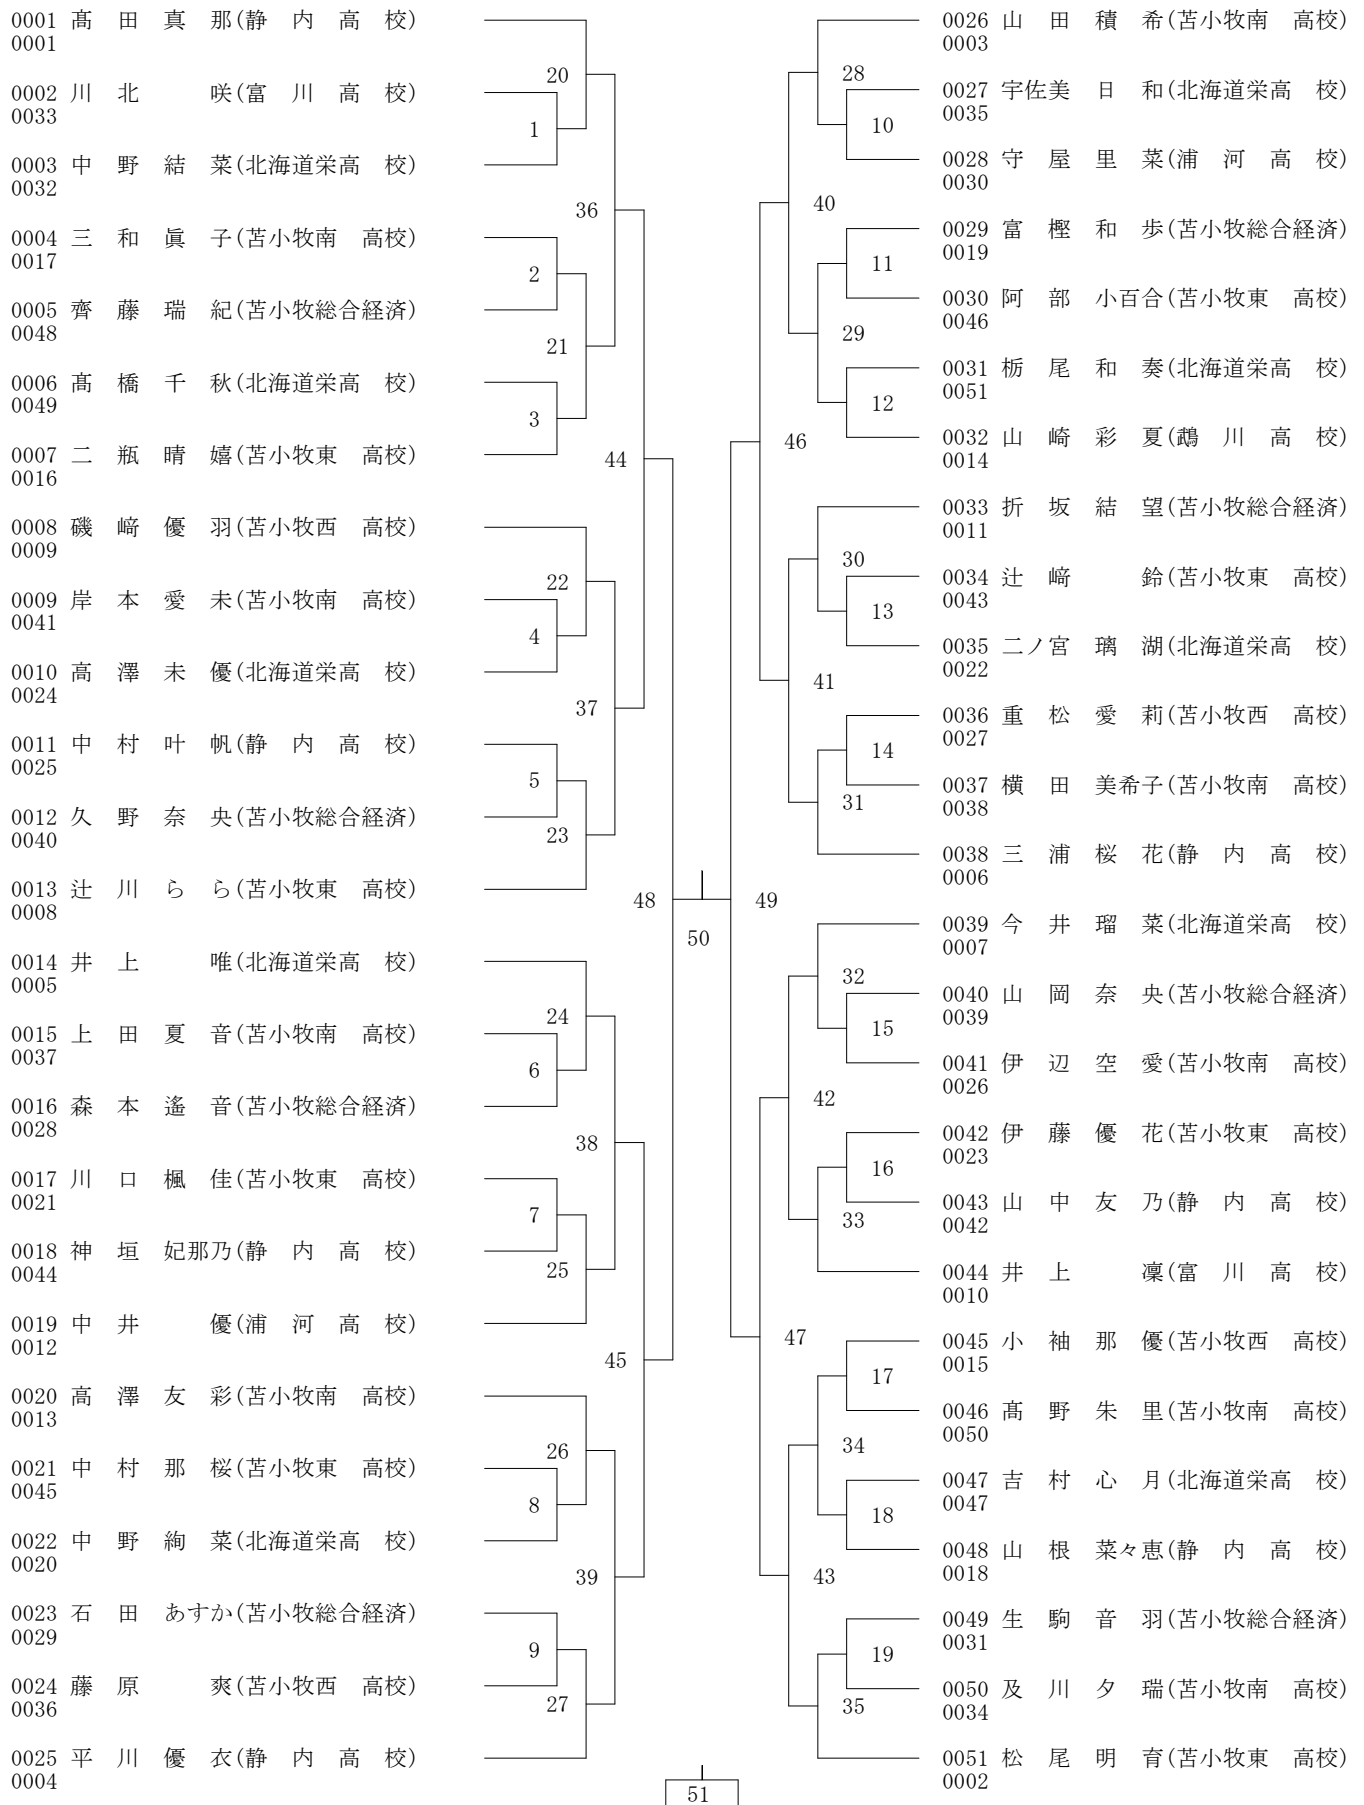 0001 髙　田　真　那(静　内　高　校)
0001
0002 川　北　　　咲(富　川　高　校)
0033
0003 中　野　結　菜(北海道栄高　校)
0032
0004 三　和　眞　子(苫小牧南　高校)
0017
0005 齊　藤　瑞　紀(苫小牧総合経済)
0048
0006 髙　橋　千　秋(北海道栄高　校)
0049
0007 二　瓶　晴　嬉(苫小牧東　高校)
0016
0008 磯　﨑　優　羽(苫小牧西　高校)
0009
0009 岸　本　愛　未(苫小牧南　高校)
0041
0010 高　澤　未　優(北海道栄高　校)
0024
0011 中　村　叶　帆(静　内　高　校)
0025
0012 久　野　奈　央(苫小牧総合経済)
0040
0013 辻　川　ら　ら(苫小牧東　高校)
0008
0014 井　上　　　唯(北海道栄高　校)
0005
0015 上　田　夏　音(苫小牧南　高校)
0037
0016 森　本　遙　音(苫小牧総合経済)
0028
0017 川　口　楓　佳(苫小牧東　高校)
0021
0018 神　垣　妃那乃(静　内　高　校)
0044
0019 中　井　　　優(浦　河　高　校)
0012
0020 高　澤　友　彩(苫小牧南　高校)
0013
0021 中　村　那　桜(苫小牧東　高校)
0045
0022 中　野　絢　菜(北海道栄高　校)
0020
0023 石　田　あすか(苫小牧総合経済)
0029
0024 藤　原　　　爽(苫小牧西　高校)
0036
0025 平　川　優　衣(静　内　高　校)
0004
20
1
36
2
21
3
44
22
4
37
5
23
48
24
6
38
7
25
45
26
8
39
9
27
50
51
28
10
40
11
29
12
46
30
13
41
14
31
49
32
15
42
16
33
47
17
34
18
43
19
35
0026 山　田　積　希(苫小牧南　高校)
0003
0027 宇佐美　日　和(北海道栄高　校)
0035
0028 守　屋　里　菜(浦　河　高　校)
0030
0029 富　樫　和　歩(苫小牧総合経済)
0019
0030 阿　部　小百合(苫小牧東　高校)
0046
0031 栃　尾　和　奏(北海道栄高　校)
0051
0032 山　崎　彩　夏(鵡　川　高　校)
0014
0033 折　坂　結　望(苫小牧総合経済)
0011
0034 辻　﨑　　　鈴(苫小牧東　高校)
0043
0035 二ノ宮　璃　湖(北海道栄高　校)
0022
0036 重　松　愛　莉(苫小牧西　高校)
0027
0037 横　田　美希子(苫小牧南　高校)
0038
0038 三　浦　桜　花(静　内　高　校)
0006
0039 今　井　瑠　菜(北海道栄高　校)
0007
0040 山　岡　奈　央(苫小牧総合経済)
0039
0041 伊　辺　空　愛(苫小牧南　高校)
0026
0042 伊　藤　優　花(苫小牧東　高校)
0023
0043 山　中　友　乃(静　内　高　校)
0042
0044 井　上　　　凜(富　川　高　校)
0010
0045 小　袖　那　優(苫小牧西　高校)
0015
0046 髙　野　朱　里(苫小牧南　高校)
0050
0047 吉　村　心　月(北海道栄高　校)
0047
0048 山　根　菜々恵(静　内　高　校)
0018
0049 生　駒　音　羽(苫小牧総合経済)
0031
0050 及　川　夕　瑞(苫小牧南　高校)
0034
0051 松　尾　明　育(苫小牧東　高校)
0002